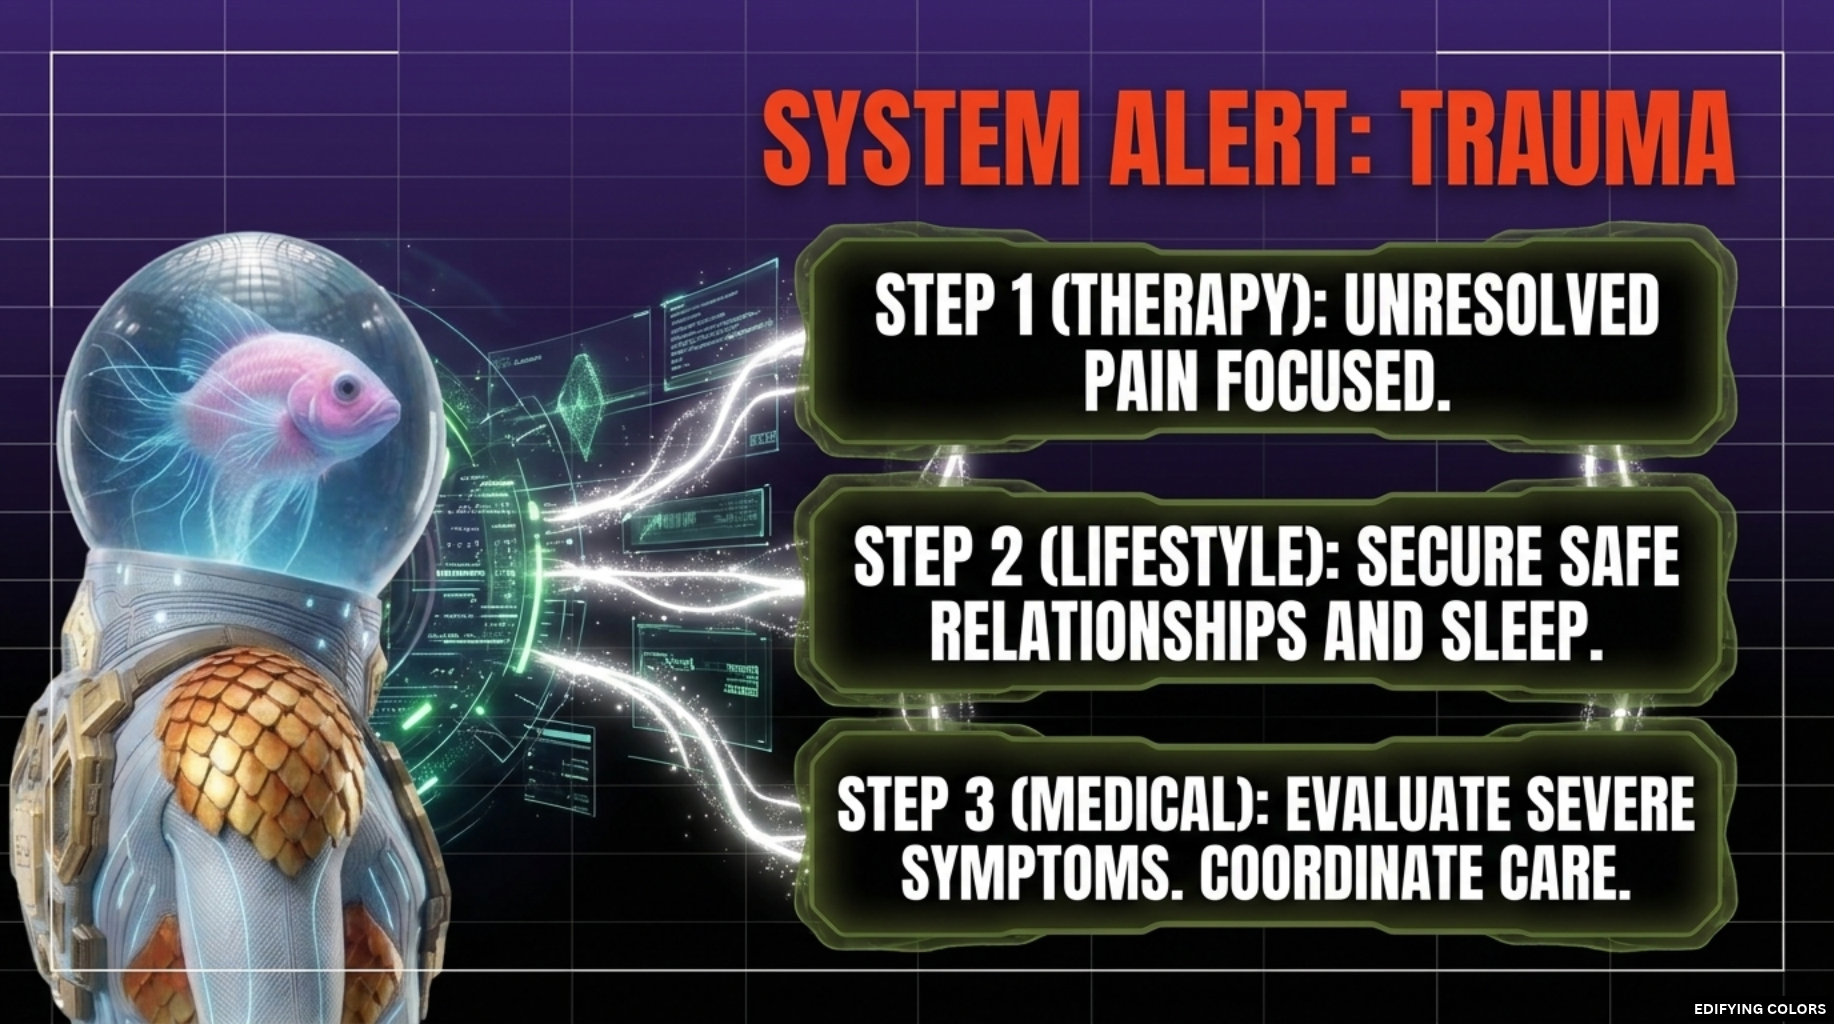 SYSTEM ALERT: TRAUMA
STEP 1 (THERAPY): UNRESOLVED
PAIN FOCUSED.
STEP 2 (LIFESTYLE): SECURE SAFE
RELATIONSHIPS AND SLEEP.
STEP 3 (MEDICAL): EVALUATE SEVERE
SYMPTOMS. COORDINATE CARE.
EDIFYING COLORS